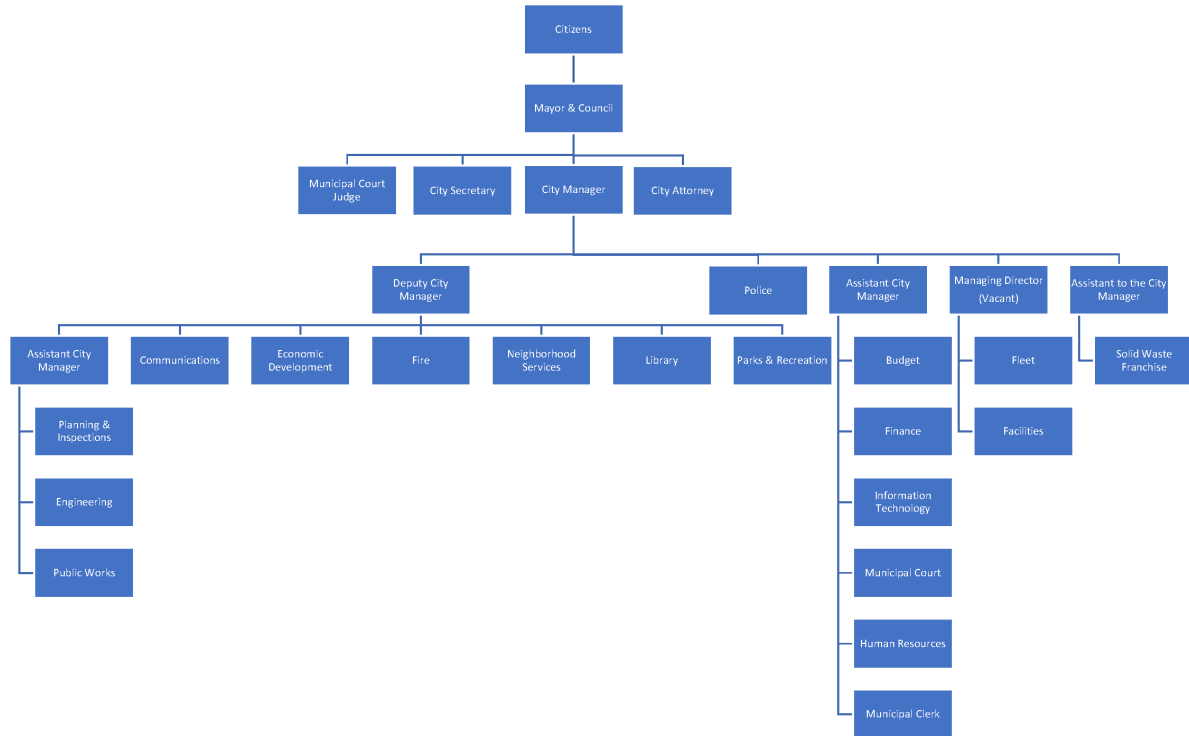 Citizens
Mayor & Council
Municipal Court
Judge
City Secretary
City Manager
City Attorney
Deputy City
Manager
Police
Assistant City
Manager
Managing Director
(Vacant)
Assistant to the City
Manager
Assistant City
Manager
Communications
Economic
Development
Fire
Neighborhood
Services
Library
Parks & Recreation
Budget
Fleet
Solid Waste
Franchise
Planning &
Inspections
Finance
Facilities
Engineering
Information
Technology
Public Works
Municipal Court
Human Resources
Municipal Clerk